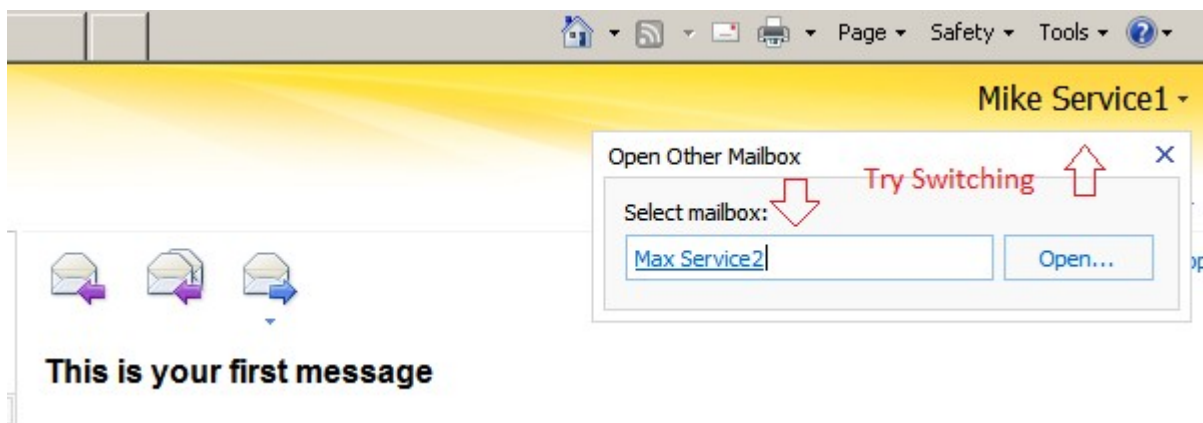 Page Safety Tools
Mike Service1
Open Other Mailbox
Try Switching
Select mailbox:
Max Service2
Open...
This is your first message